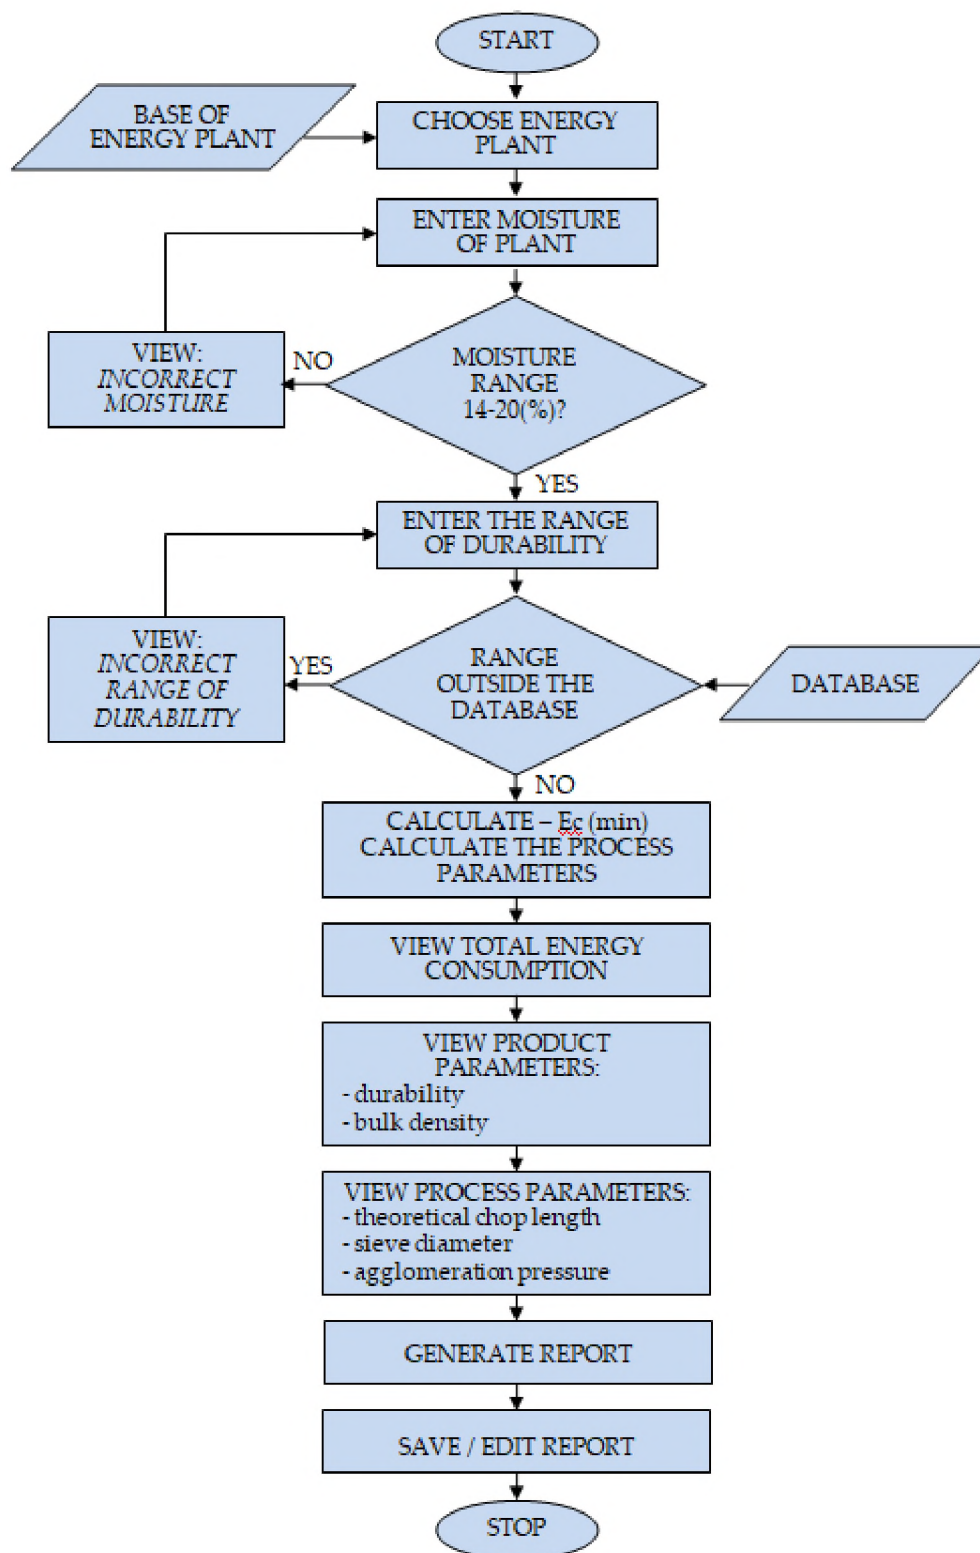 START
BASE OF
ENERGY PLANT
CHOOSE ENERGY
PLANT
ENTER MOISTURE
OF PLANT
VIEW:
INCORRECT
MOISTURE
NO
MOISTURE
RANGE
14-20(%)?
YES
ENTER THE RANGE
OF DURABILITY
VIEW:
INCORRECT
RANGE OF
DURABILITY
YES
RANGE
OUTSIDE THE
DATABASE
DATABASE
NO
CALCULATE – Ec (min)
CALCULATE THE PROCESS
PARAMETERS
VIEW TOTAL ENERGY
CONSUMPTION
VIEW PRODUCT
PARAMETERS:
- durability
- bulk density
VIEW PROCESS PARAMETERS:
- theoretical chop length
- sieve diameter
- agglomeration pressure
GENERATE REPORT
SAVE / EDIT REPORT
STOP